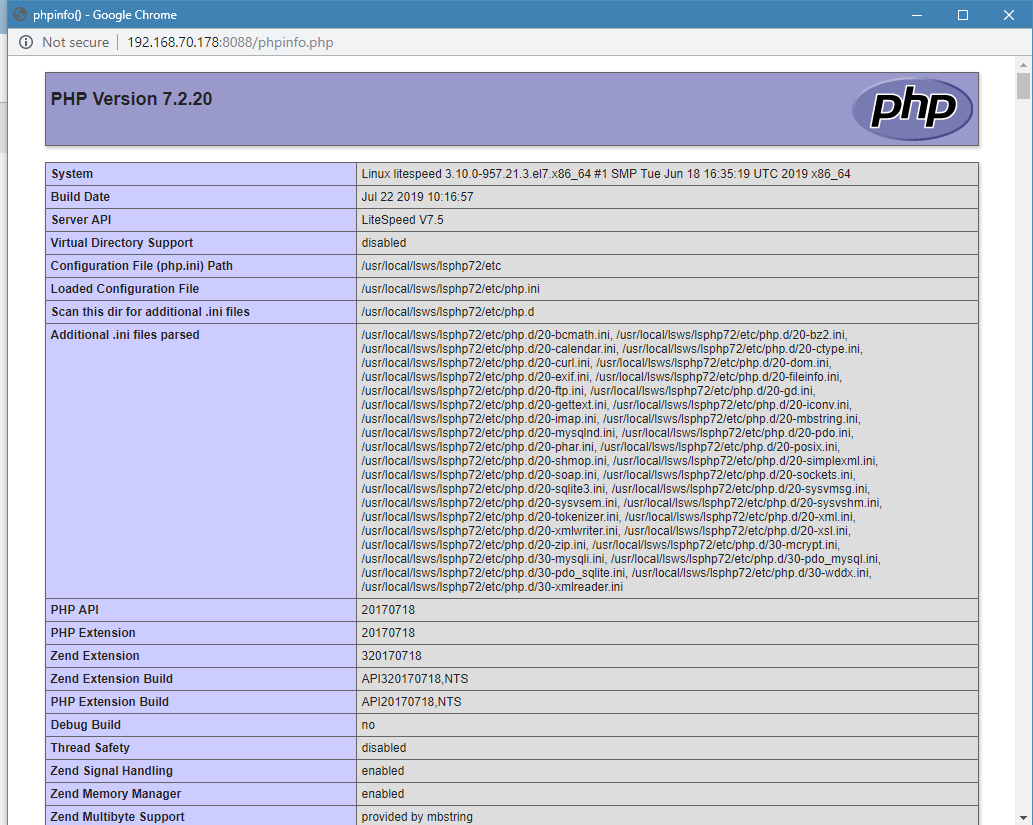 phpinfo() - Google Chrome
Not secure | 192.168.70.178:8088/phpinfo.php
PHP Version 7.2.20
php
System Linux litespeed 3.10.0-957.21.3.el7.x86_64 #1 SMP Tue Jun 18 16:35:19 UTC 2019 x86_64
Build Date Jul 22 2019 10:16:57
Server API LiteSpeed V7.5
Virtual Directory Support disabled
Configuration File (php.ini) Path /usr/local/lsws/lsphp72/etc
Loaded Configuration File /usr/local/lsws/lsphp72/etc/php.ini
Scan this dir for additional .ini files /usr/local/lsws/lsphp72/etc/php.d
Additional .ini files parsed /usr/local/lsws/lsphp72/etc/php.d/20-bcmath.ini, /usr/local/lsws/lsphp72/etc/php.d/20-bz2.ini,
/usr/local/lsws/lsphp72/etc/php.d/20-calendar.ini, /usr/local/lsws/lsphp72/etc/php.d/20-ctype.ini,
/usr/local/lsws/lsphp72/etc/php.d/20-curl.ini, /usr/local/lsws/lsphp72/etc/php.d/20-dom.ini,
/usr/local/lsws/lsphp72/etc/php.d/20-exif.ini, /usr/local/lsws/lsphp72/etc/php.d/20-fileinfo.ini,
/usr/local/lsws/lsphp72/etc/php.d/20-ftp.ini, /usr/local/lsws/lsphp72/etc/php.d/20-gd.ini,
/usr/local/lsws/lsphp72/etc/php.d/20-gettext.ini, /usr/local/lsws/lsphp72/etc/php.d/20-iconv.ini,
/usr/local/lsws/lsphp72/etc/php.d/20-imap.ini, /usr/local/lsws/lsphp72/etc/php.d/20-mbstring.ini,
/usr/local/lsws/lsphp72/etc/php.d/20-mysqlnd.ini, /usr/local/lsws/lsphp72/etc/php.d/20-pdo.ini,
/usr/local/lsws/lsphp72/etc/php.d/20-phar.ini, /usr/local/lsws/lsphp72/etc/php.d/20-posix.ini,
/usr/local/lsws/lsphp72/etc/php.d/20-shmop.ini, /usr/local/lsws/lsphp72/etc/php.d/20-simplexml.ini,
/usr/local/lsws/lsphp72/etc/php.d/20-soap.ini, /usr/local/lsws/lsphp72/etc/php.d/20-sockets.ini,
/usr/local/lsws/lsphp72/etc/php.d/20-sqlite3.ini, /usr/local/lsws/lsphp72/etc/php.d/20-sysvmsg.ini,
/usr/local/lsws/lsphp72/etc/php.d/20-sysvsem.ini, /usr/local/lsws/lsphp72/etc/php.d/20-sysvshm.ini,
/usr/local/lsws/lsphp72/etc/php.d/20-tokenizer.ini, /usr/local/lsws/lsphp72/etc/php.d/20-xml.ini,
/usr/local/lsws/lsphp72/etc/php.d/20-xmlwriter.ini, /usr/local/lsws/lsphp72/etc/php.d/20-xsl.ini,
/usr/local/lsws/lsphp72/etc/php.d/20-zip.ini, /usr/local/lsws/lsphp72/etc/php.d/30-mcrypt.ini,
/usr/local/lsws/lsphp72/etc/php.d/30-mysqli.ini, /usr/local/lsws/lsphp72/etc/php.d/30-pdo_mysql.ini,
/usr/local/lsws/lsphp72/etc/php.d/30-pdo_sqlite.ini, /usr/local/lsws/lsphp72/etc/php.d/30-wddx.ini,
/usr/local/lsws/lsphp72/etc/php.d/30-xmlreader.ini
PHP API 20170718
PHP Extension 20170718
Zend Extension 320170718
Zend Extension Build API320170718,NTS
PHP Extension Build API20170718,NTS
Debug Build no
Thread Safety disabled
Zend Signal Handling enabled
Zend Memory Manager enabled
Zend Multibyte Support provided by mbstring